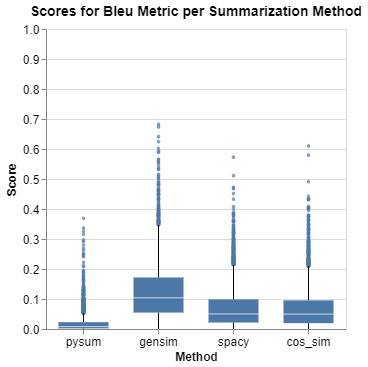 Scores for Bleu Metric per Summarization Method
1.0
0.9
0.8
0.7
0.6
0.5
0.4
0.3
0.2
0.1
0.0
Score
pysum gensim spacy cos_sim
Method